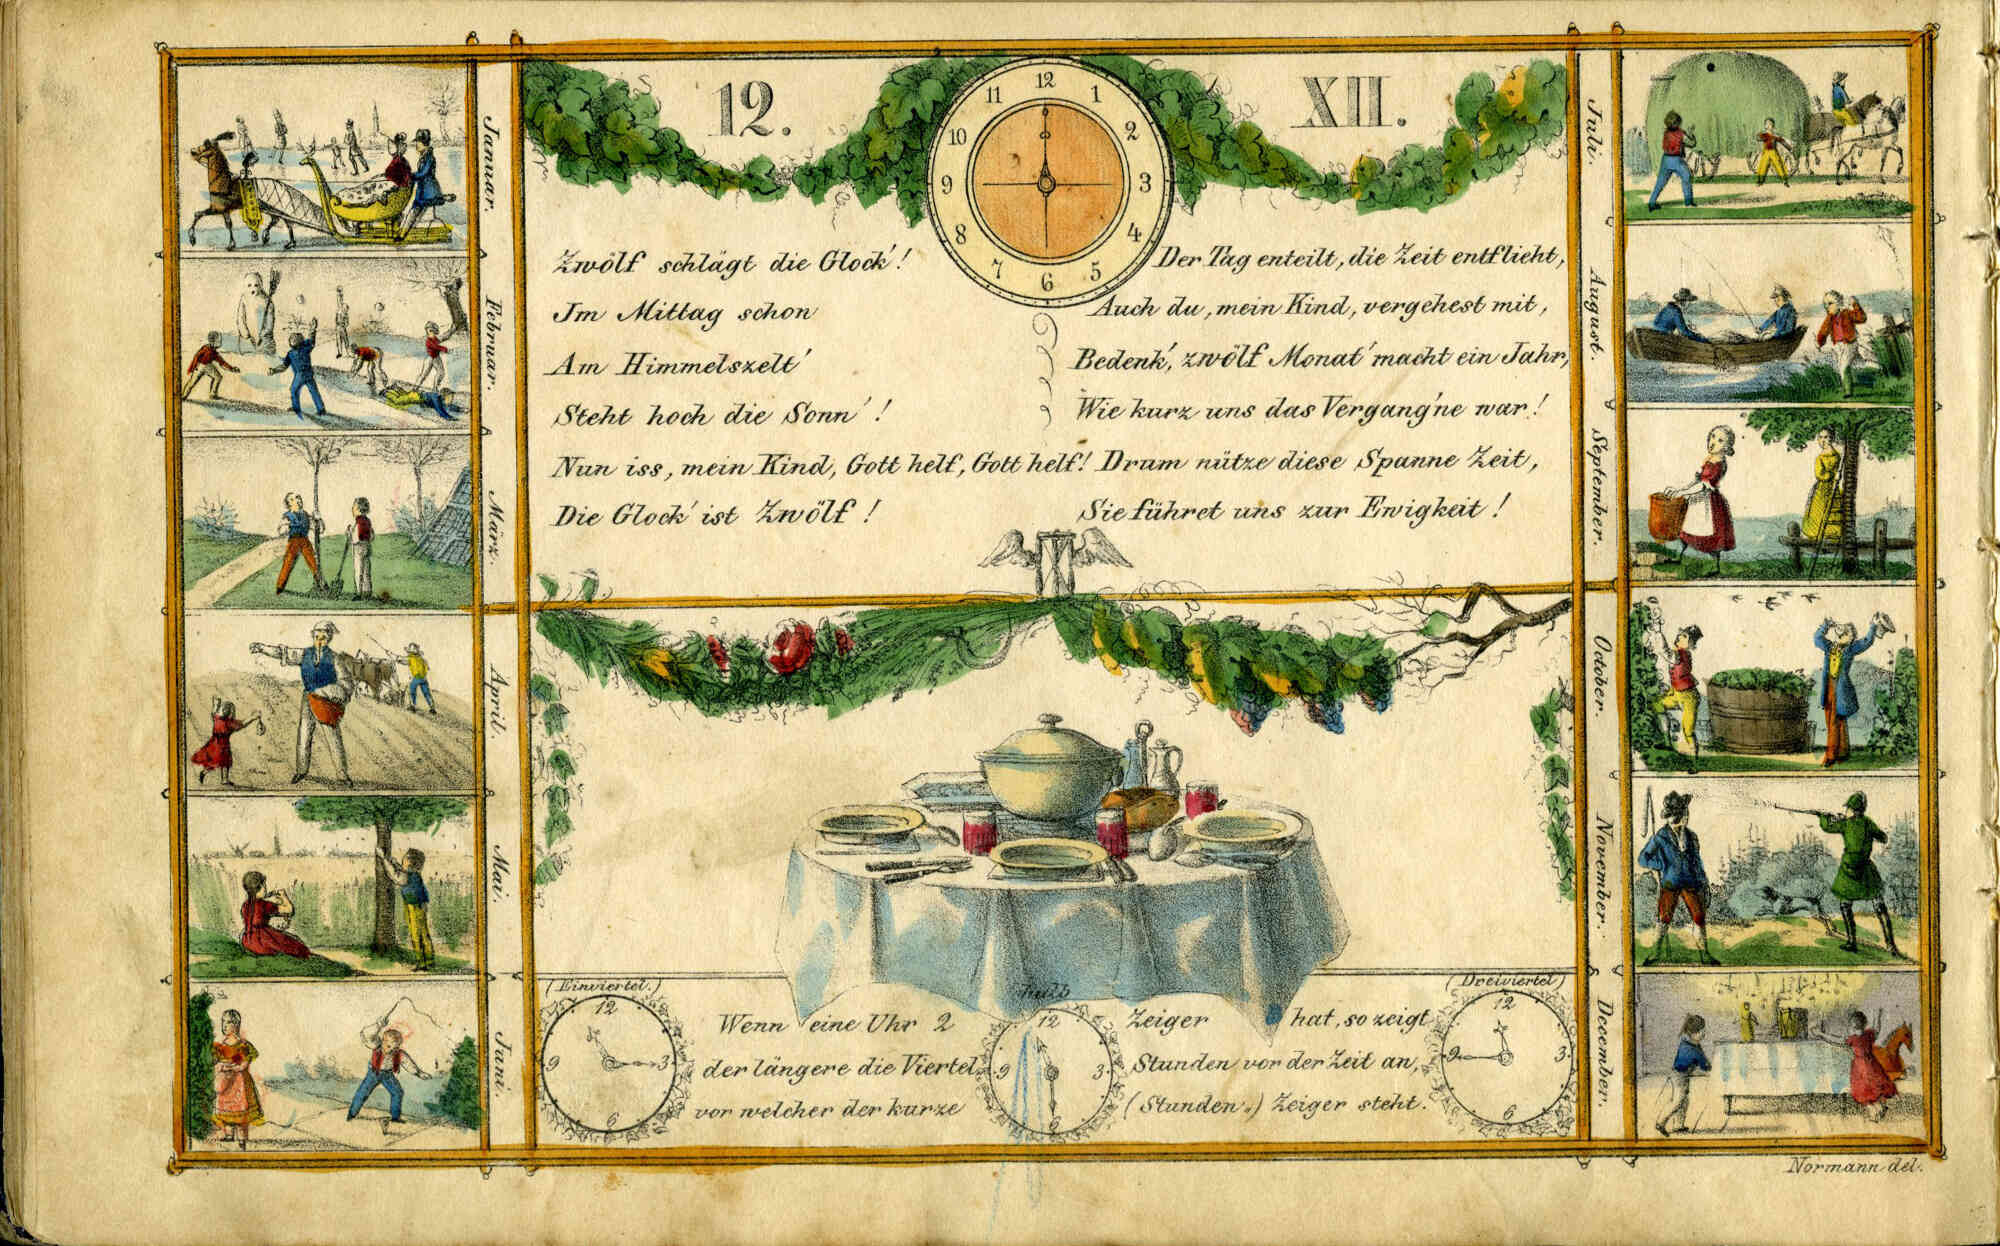 12.
XII.
12
1
2
3
4
5
6
7
8
9
10
11
Zwölf schlägt die Glock'!
Im Mittag schon
Am Himmelszelt'
Steht hoch die Sonn'!
Nun iss, mein Kind, Gott helf, Gott helf!
Die Glock' ist Zwölf!
Der Tag enteilt, die Zeit entflieht,
Auch du, mein Kind, vergehest mit,
Bedenk', zwölf Monat' macht ein Jahr,
Wie kurz uns das Vergang'ne war!
Drum nütze diese Spanne Zeit,
Sie führet uns zur Ewigkeit!
Januar.
Februar.
März.
April.
Mai.
Juni.
Juli.
August.
September.
October.
November.
December.
(Einviertel.)
12
3
6
9
halb
12
3
6
9
(Dreiviertel)
12
3
6
9
Wenn eine Uhr 2 Zeiger hat, so zeigt
der längere die Viertel Stunden vor der Zeit an,
vor welcher der kurze (Stunden-) Zeiger steht.
Normann del.